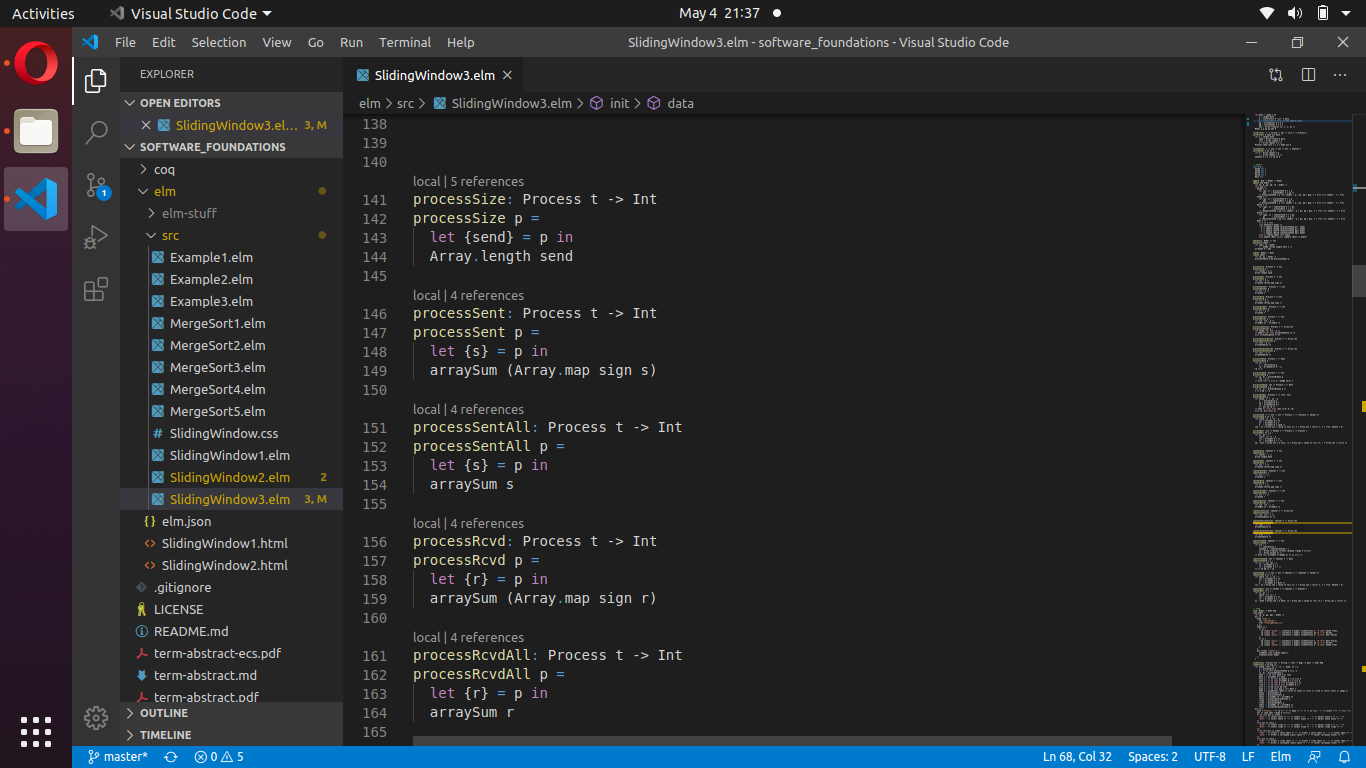 Activities Visual Studio Code May 4 21:37
File Edit Selection View Go Run Terminal Help SlidingWindow3.elm - software_foundations - Visual Studio Code
EXPLORER
OPEN EDITORS
SlidingWindow3.el... 3, M
SOFTWARE_FOUNDATIONS
coq
elm
elm-stuff
src
Example1.elm
Example2.elm
Example3.elm
MergeSort1.elm
MergeSort2.elm
MergeSort3.elm
MergeSort4.elm
MergeSort5.elm
# SlidingWindow.css
SlidingWindow1.elm
SlidingWindow2.elm 2
SlidingWindow3.elm 3, M
{} elm.json
<> SlidingWindow1.html
<> SlidingWindow2.html
.gitignore
LICENSE
README.md
term-abstract-ecs.pdf
term-abstract.md
term-abstract.pdf
OUTLINE
TIMELINE
1
SlidingWindow3.elm
elm > src > SlidingWindow3.elm > init > data
138
139
140
local | 5 references
141 processSize: Process t -> Int
142 processSize p =
143 let {send} = p in
144 Array.length send
145
local | 4 references
146 processSent: Process t -> Int
147 processSent p =
148 let {s} = p in
149 arraySum (Array.map sign s)
150
local | 4 references
151 processSentAll: Process t -> Int
152 processSentAll p =
153 let {s} = p in
154 arraySum s
155
local | 4 references
156 processRcvd: Process t -> Int
157 processRcvd p =
158 let {r} = p in
159 arraySum (Array.map sign r)
160
local | 4 references
161 processRcvdAll: Process t -> Int
162 processRcvdAll p =
163 let {r} = p in
164 arraySum r
165
master* 0 5 Ln 68, Col 32 Spaces: 2 UTF-8 LF Elm